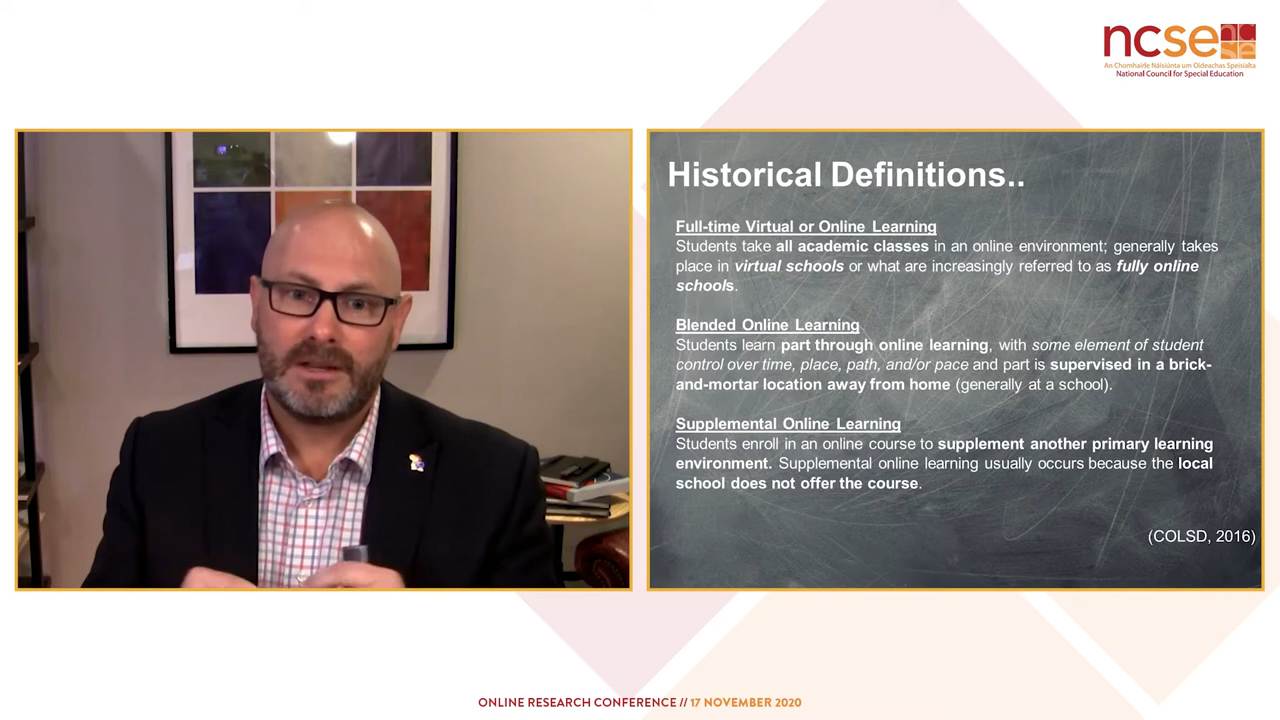 ncse
An Chomhairle Náisiúnta um Oideachas Speisialta
National Council for Special Education
Historical Definitions..
Full-time Virtual or Online Learning
Students take all academic classes in an online environment; generally takes
place in virtual schools or what are increasingly referred to as fully online
schools.
Blended Online Learning
Students learn part through online learning, with some element of student
control over time, place, path, and/or pace and part is supervised in a brick-
and-mortar location away from home (generally at a school).
Supplemental Online Learning
Students enroll in an online course to supplement another primary learning
environment. Supplemental online learning usually occurs because the local
school does not offer the course.
(COLSD, 2016)
ONLINE RESEARCH CONFERENCE // 17 NOVEMBER 2020